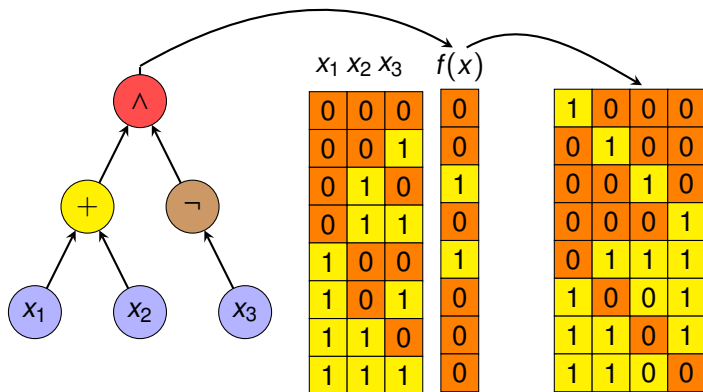 x1 x2 x3 f(x)
∧
0 0 0 0 1 0 0 0
0 0 1 0 0 1 0 0
0 1 0 1 0 0 1 0
+ ¬
0 1 1 0 0 0 0 1
1 0 0 1 0 1 1 1
x1 x2 x3
1 0 1 0 1 0 0 1
1 1 0 0 1 1 0 1
1 1 1 0 1 1 0 0